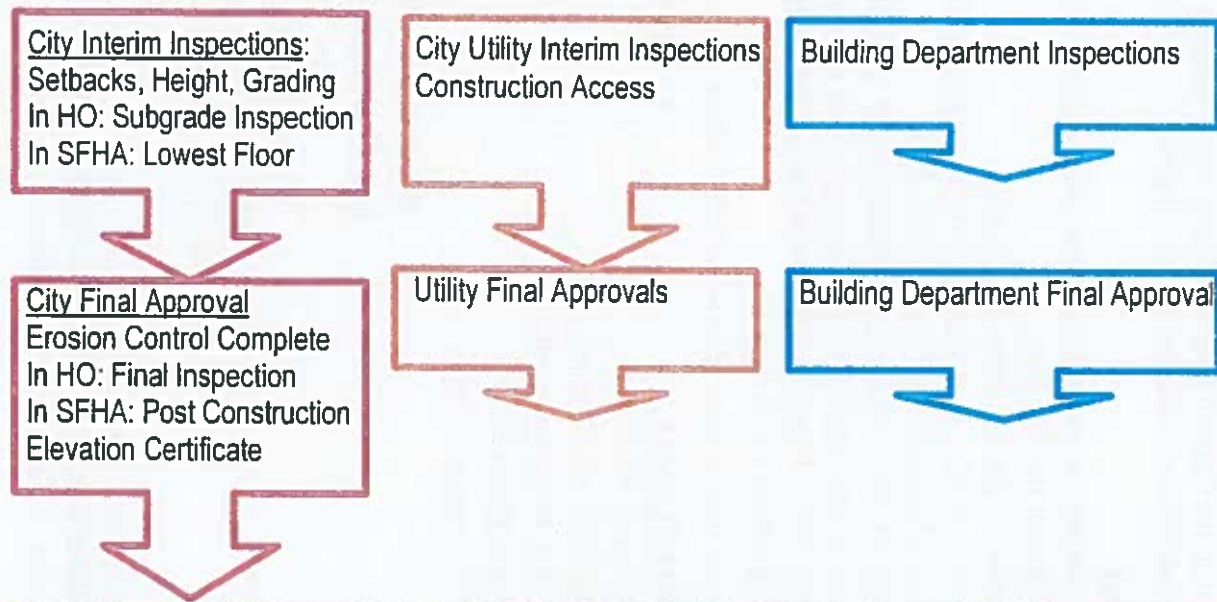 City Interim Inspections:
Setbacks, Height, Grading
In HO: Subgrade Inspection
In SFHA: Lowest Floor
City Utility Interim Inspections
Construction Access
Building Department Inspections
City Final Approval
Erosion Control Complete
In HO: Final Inspection
In SFHA: Post Construction
Elevation Certificate
Utility Final Approvals
Building Department Final Approval